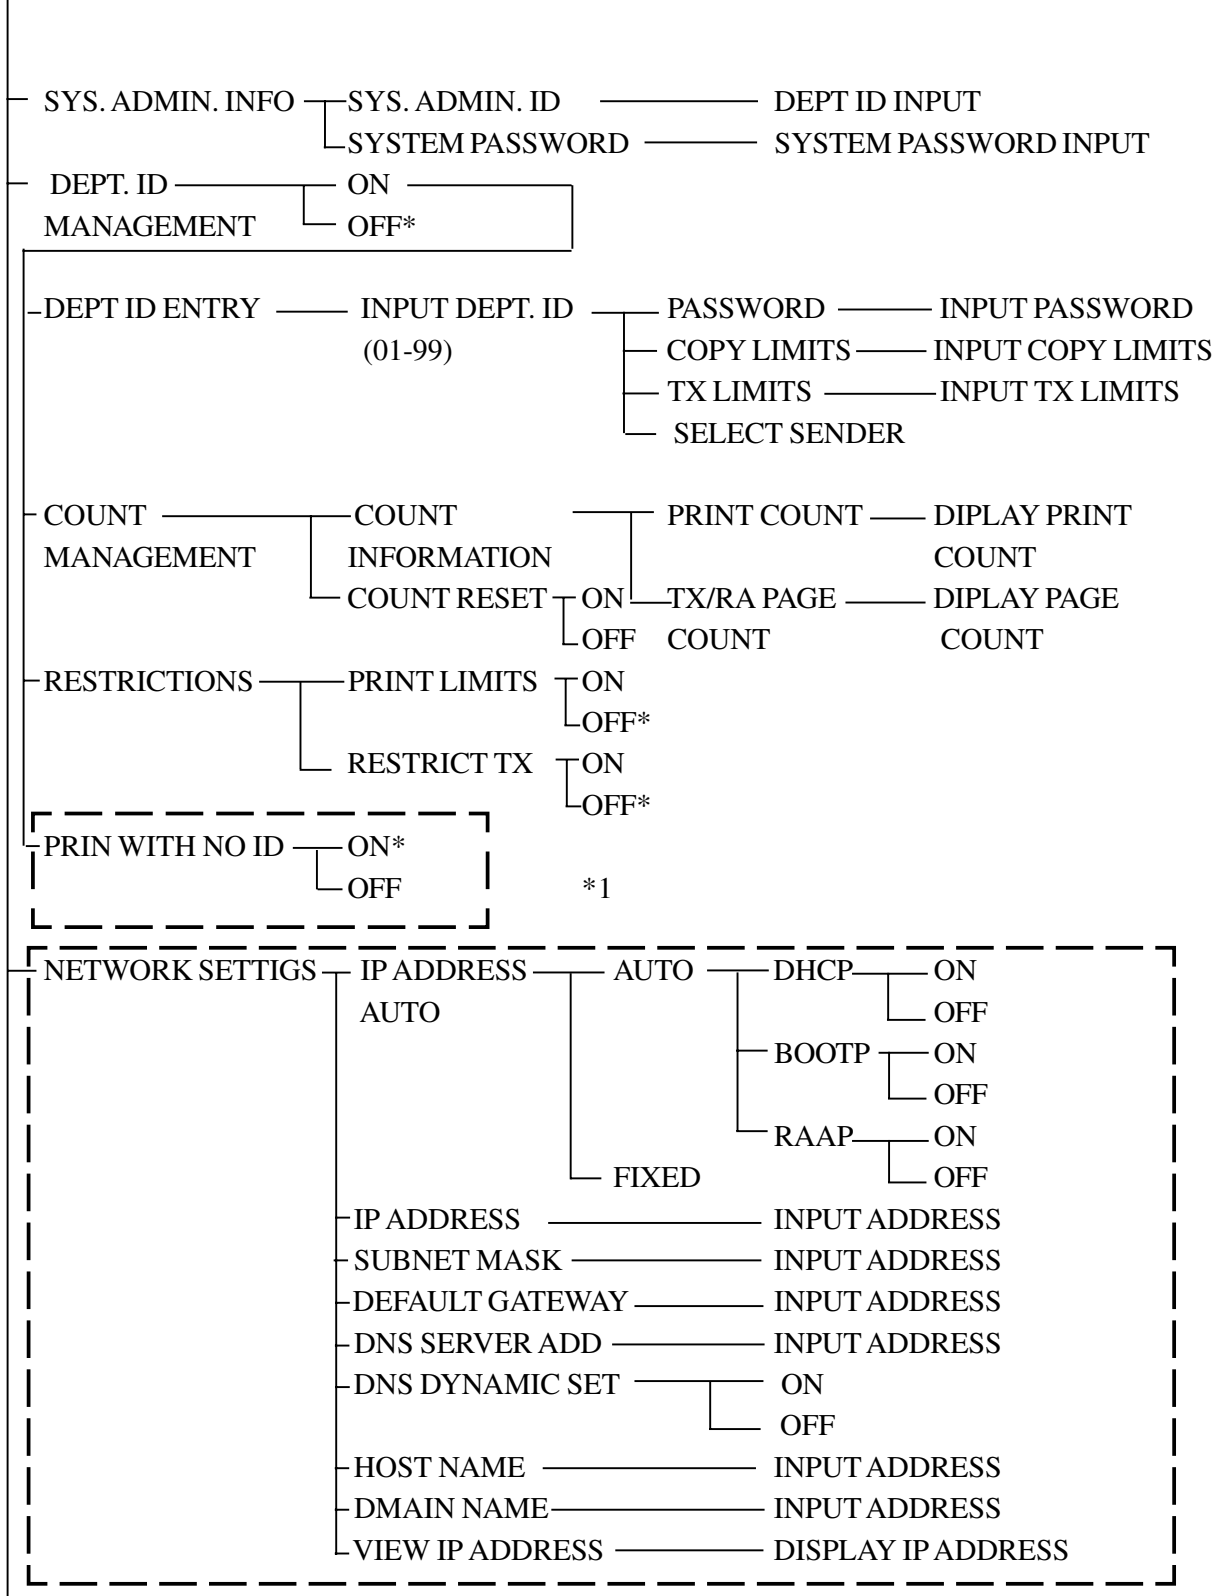 SYS. ADMIN. INFO SYS. ADMIN. ID DEPT ID INPUT
SYSTEM PASSWORD SYSTEM PASSWORD INPUT
DEPT. ID ON
MANAGEMENT OFF*
DEPT ID ENTRY INPUT DEPT. ID PASSWORD INPUT PASSWORD
(01-99) COPY LIMITS INPUT COPY LIMITS
TX LIMITS INPUT TX LIMITS
SELECT SENDER
COUNT COUNT PRINT COUNT DIPLAY PRINT
MANAGEMENT INFORMATION COUNT
COUNT RESET ON TX/RA PAGE DIPLAY PAGE
OFF COUNT COUNT
RESTRICTIONS PRINT LIMITS ON
OFF*
RESTRICT TX ON
OFF*
PRIN WITH NO ID ON*
OFF *1
NETWORK SETTIGS IP ADDRESS AUTO DHCP ON
AUTO OFF
BOOTP ON
OFF
RAAP ON
FIXED OFF
IP ADDRESS INPUT ADDRESS
SUBNET MASK INPUT ADDRESS
DEFAULT GATEWAY INPUT ADDRESS
DNS SERVER ADD INPUT ADDRESS
DNS DYNAMIC SET ON
OFF
HOST NAME INPUT ADDRESS
DMAIN NAME INPUT ADDRESS
VIEW IP ADDRESS DISPLAY IP ADDRESS